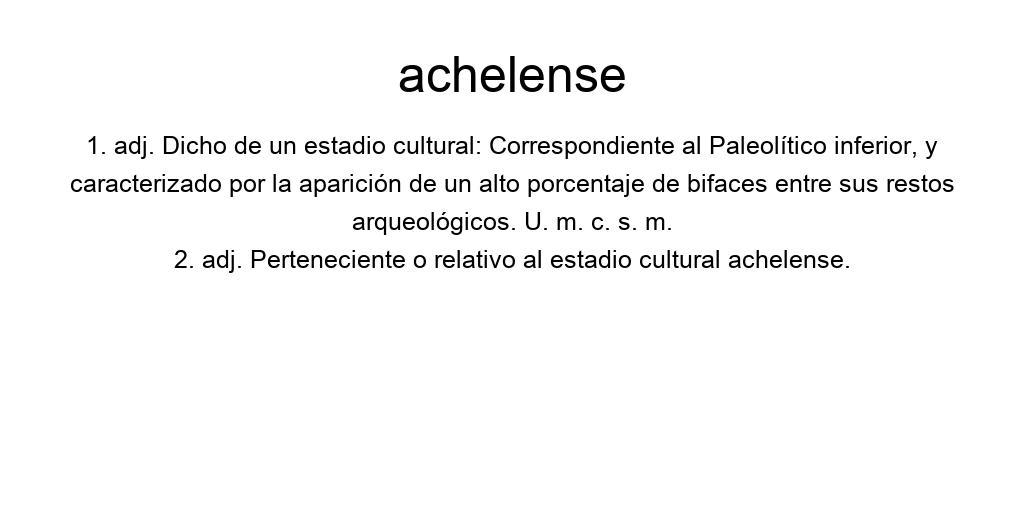 achelense
1. adj. Dicho de un estadio cultural: Correspondiente al Paleolítico inferior, y
caracterizado por la aparición de un alto porcentaje de bifaces entre sus restos
arqueológicos. U. m. c. s. m.
2. adj. Perteneciente o relativo al estadio cultural achelense.